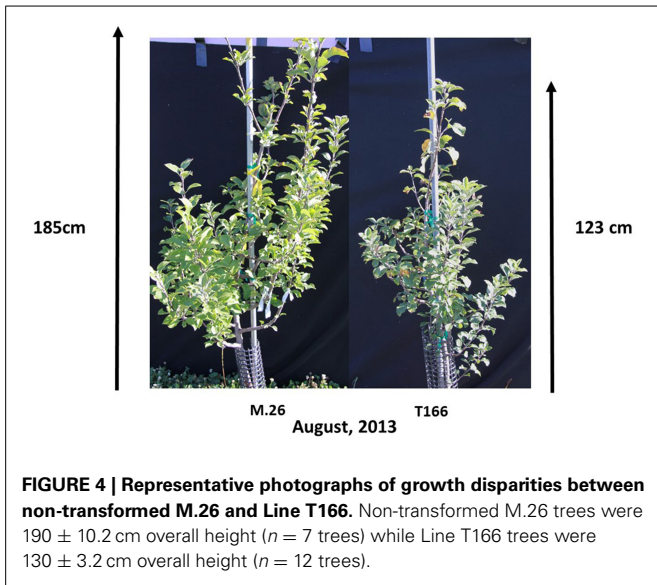 185cm
123 cm
M.26
T166
August, 2013
FIGURE 4 | Representative photographs of growth disparities between
non-transformed M.26 and Line T166. Non-transformed M.26 trees were
190 ± 10.2 cm overall height (n = 7 trees) while Line T166 trees were
130 ± 3.2 cm overall height (n = 12 trees).